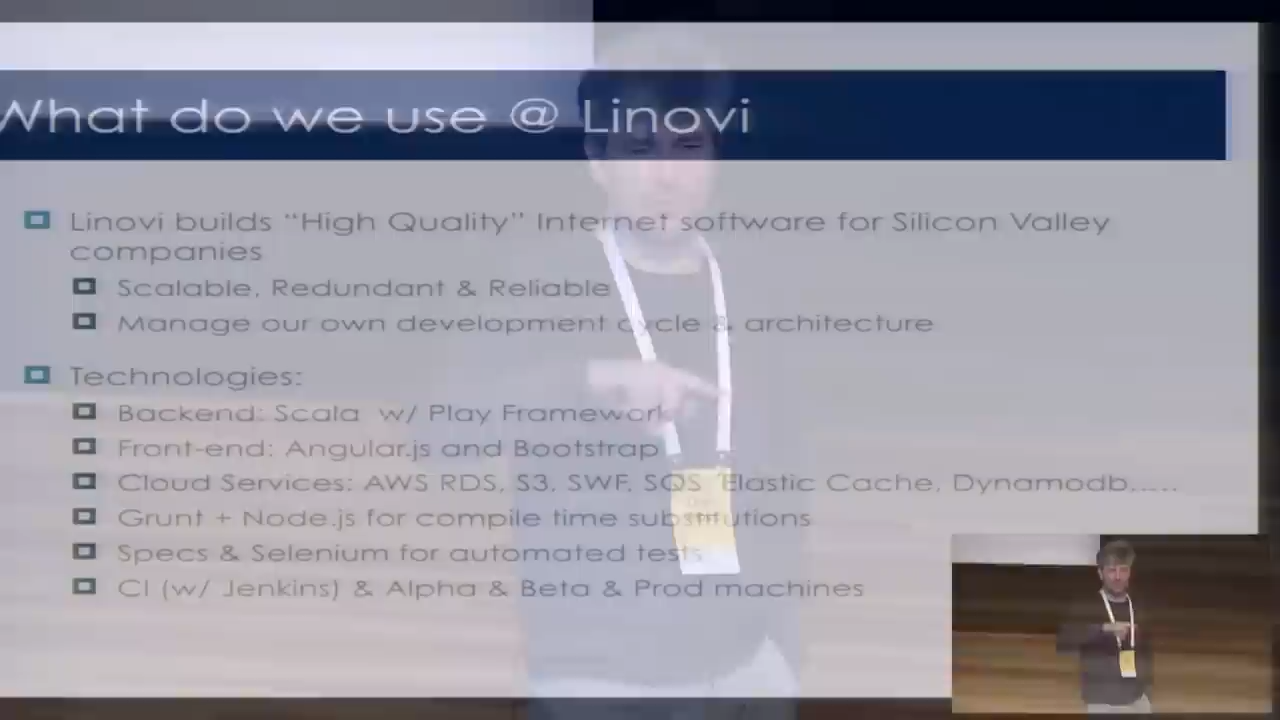 What do we use @ Linovi
Linovi builds “High Quality” Internet software for Silicon Valley
companies
Scalable, Redundant & Reliable
Manage our own development cycle & architecture
Technologies:
Backend: Scala w/ Play Framework
Front-end: Angular.js and Bootstrap
Cloud Services: AWS RDS, S3, SWF, SQS, Elastic Cache, Dynamodb.....
Grunt + Node.js for compile time substitutions
Specs & Selenium for automated tests
CI (w/ Jenkins) & Alpha & Beta & Prod machines